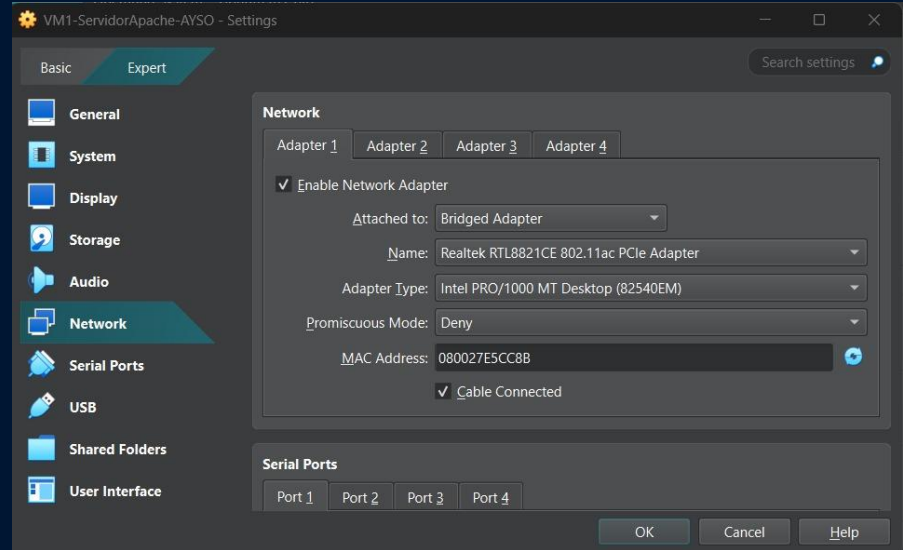 VM1-ServidorApache-AYSO - Settings
Basic Expert
Search settings
General
System
Display
Storage
Audio
Network
Serial Ports
USB
Shared Folders
User Interface
Network
Adapter 1 Adapter 2 Adapter 3 Adapter 4
Enable Network Adapter
Attached to: Bridged Adapter
Name: Realtek RTL8821CE 802.11ac PCIe Adapter
Adapter Type: Intel PRO/1000 MT Desktop (82540EM)
Promiscuous Mode: Deny
MAC Address: 080027E5CC8B
Cable Connected
Serial Ports
Port 1 Port 2 Port 3 Port 4
OK Cancel Help